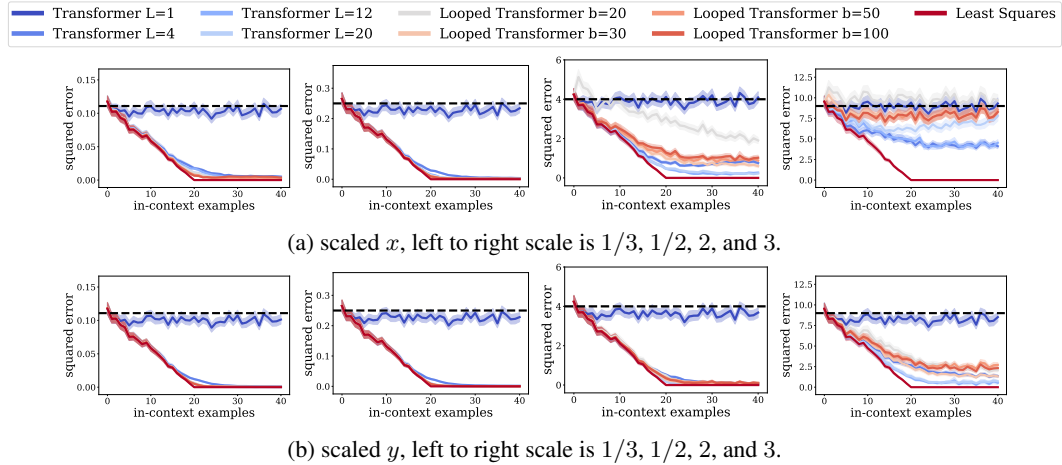 Transformer L=1 Transformer L=12 Looped Transformer b=20 Looped Transformer b=50 Least Squares
Transformer L=4 Transformer L=20 Looped Transformer b=30 Looped Transformer b=100
squared error
0.15
0.10
0.05
0.00
0 10 20 30 40
in-context examples
squared error
0.3
0.2
0.1
0.0
0 10 20 30 40
in-context examples
squared error
6
4
2
0
0 10 20 30 40
in-context examples
squared error
12.5
10.0
7.5
5.0
2.5
0.0
0 10 20 30 40
in-context examples
(a) scaled x, left to right scale is 1/3, 1/2, 2, and 3.
squared error
0.15
0.10
0.05
0.00
0 10 20 30 40
in-context examples
squared error
0.3
0.2
0.1
0.0
0 10 20 30 40
in-context examples
squared error
6
4
2
0
0 10 20 30 40
in-context examples
squared error
12.5
10.0
7.5
5.0
2.5
0.0
0 10 20 30 40
in-context examples
(b) scaled y, left to right scale is 1/3, 1/2, 2, and 3.